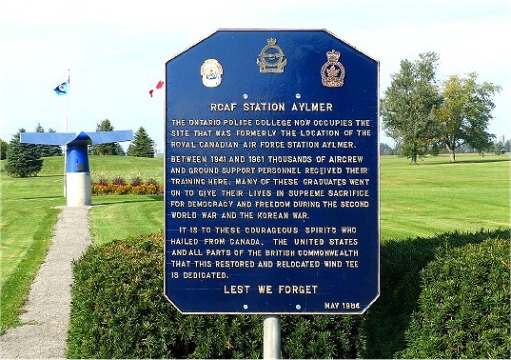 RCAF STATION AYLMER
THE ONTARIO POLICE COLLEGE NOW OCCUPIES THE
SITE THAT WAS FORMERLY THE LOCATION OF THE
ROYAL CANADIAN AIR FORCE STATION AYLMER.
BETWEEN 1941 AND 1961 THOUSANDS OF AIRCREW
AND GROUND SUPPORT PERSONNEL RECEIVED THEIR
TRAINING HERE. MANY OF THESE GRADUATES WENT
ON TO GIVE THEIR LIVES IN SUPREME SACRIFICE
FOR DEMOCRACY AND FREEDOM DURING THE SECOND
WORLD WAR AND THE KOREAN WAR.
IT IS TO THESE COURAGEOUS SPIRITS WHO
HAILED FROM CANADA, THE UNITED STATES
AND ALL PARTS OF THE BRITISH COMMONWEALTH
THAT THIS RESTORED AND RELOCATED WIND TEE
IS DEDICATED.
LEST WE FORGET
MAY 1984